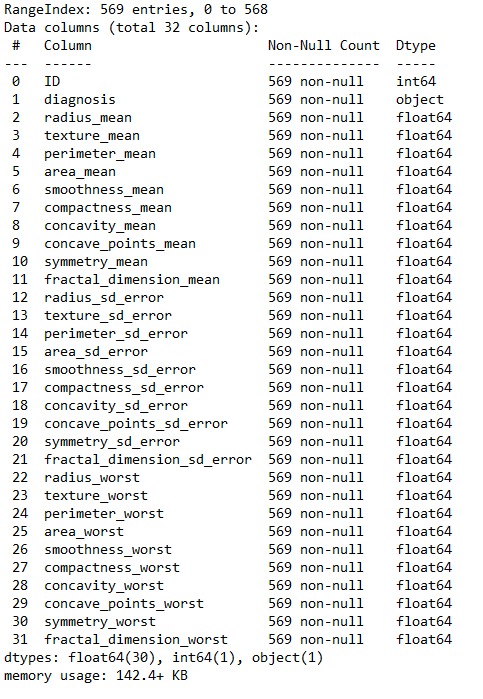 RangeIndex: 569 entries, 0 to 568
Data columns (total 32 columns):
 #   Column                      Non-Null Count  Dtype
---  ------                      --------------  -----
 0   ID                          569 non-null    int64
 1   diagnosis                   569 non-null    object
 2   radius_mean                 569 non-null    float64
 3   texture_mean                569 non-null    float64
 4   perimeter_mean              569 non-null    float64
 5   area_mean                   569 non-null    float64
 6   smoothness_mean             569 non-null    float64
 7   compactness_mean            569 non-null    float64
 8   concavity_mean              569 non-null    float64
 9   concave_points_mean         569 non-null    float64
 10  symmetry_mean               569 non-null    float64
 11  fractal_dimension_mean      569 non-null    float64
 12  radius_sd_error             569 non-null    float64
 13  texture_sd_error            569 non-null    float64
 14  perimeter_sd_error          569 non-null    float64
 15  area_sd_error               569 non-null    float64
 16  smoothness_sd_error         569 non-null    float64
 17  compactness_sd_error        569 non-null    float64
 18  concavity_sd_error          569 non-null    float64
 19  concave_points_sd_error     569 non-null    float64
 20  symmetry_sd_error           569 non-null    float64
 21  fractal_dimension_sd_error  569 non-null    float64
 22  radius_worst                569 non-null    float64
 23  texture_worst               569 non-null    float64
 24  perimeter_worst             569 non-null    float64
 25  area_worst                  569 non-null    float64
 26  smoothness_worst            569 non-null    float64
 27  compactness_worst           569 non-null    float64
 28  concavity_worst             569 non-null    float64
 29  concave_points_worst        569 non-null    float64
 30  symmetry_worst              569 non-null    float64
 31  fractal_dimension_worst     569 non-null    float64
dtypes: float64(30), int64(1), object(1)
memory usage: 142.4+ KB